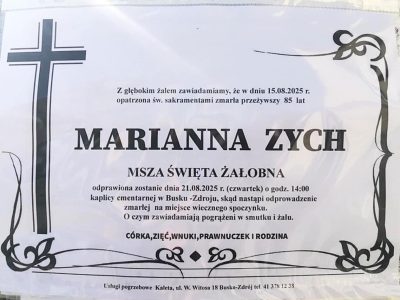 Z głębokim żalem zawiadamiamy, że w dniu 15.08.2025 r.
opatrzona św. sakramentami zmarła przeżywszy 85 lat
MARIANNA ZYCH
MSZA ŚWIĘTA ŻAŁOBNA
odprawiona zostanie dnia 21.08.2025 r. (czwartek) o godz. 14:00
kaplicy cmentarnej w Busku -Zdroju, skąd nastąpi odprowadzenie
zmarłej na miejsce wiecznego spoczynku.
O czym zawiadamiają pogrążeni w smutku i żalu.
CÓRKA,ZIĘĆ,WNUKI,PRAWNUCZEK I RODZINA
Usługi pogrzebowe Kaleta, ul. W. Witosa 18 Busko-Zdrój tel 41 378 12 38